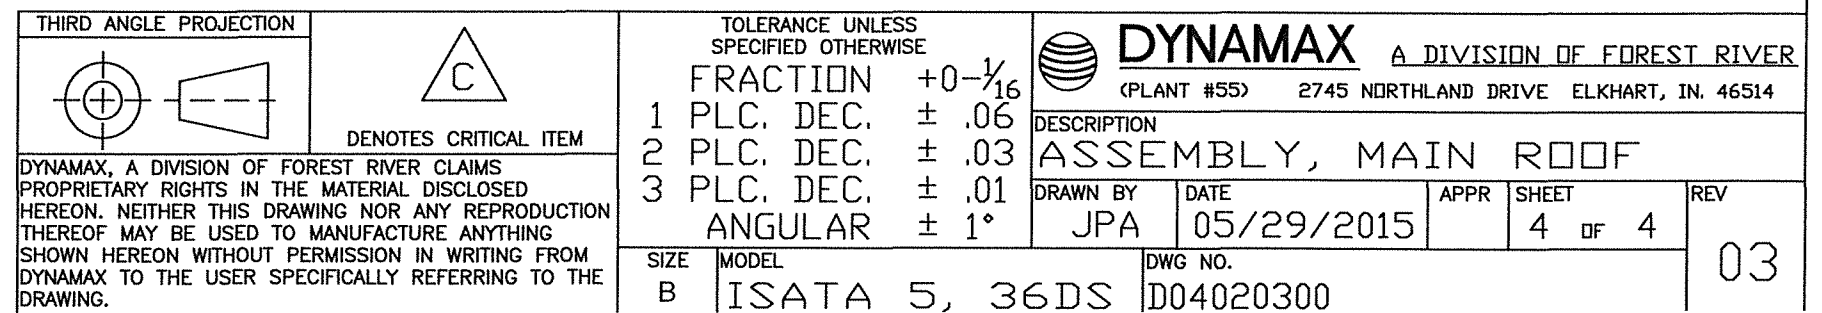 THIRD ANGLE PROJECTION
C
DENOTES CRITICAL ITEM
DYNAMAX, A DIVISION OF FOREST RIVER CLAIMS
PROPRIETARY RIGHTS IN THE MATERIAL DISCLOSED
HEREON. NEITHER THIS DRAWING NOR ANY REPRODUCTION
THEREOF MAY BE USED TO MANUFACTURE ANYTHING
SHOWN HEREON WITHOUT PERMISSION IN WRITING FROM
DYNAMAX TO THE USER SPECIFICALLY REFERRING TO THE
DRAWING.
TOLERANCE UNLESS
SPECIFIED OTHERWISE
FRACTION +0-1/16
1 PLC. DEC. ± .06
2 PLC. DEC. ± .03
3 PLC. DEC. ± .01
ANGULAR ± 1°
DYNAMAX A DIVISION OF FOREST RIVER
(PLANT #55) 2745 NORTHLAND DRIVE ELKHART, IN. 46514
DESCRIPTION
ASSEMBLY, MAIN ROOF
DRAWN BY DATE APPR SHEET REV
JPA 05/29/2015 4 OF 4 03
SIZE MODEL DWG NO.
B ISATA 5, 36DS D04020300